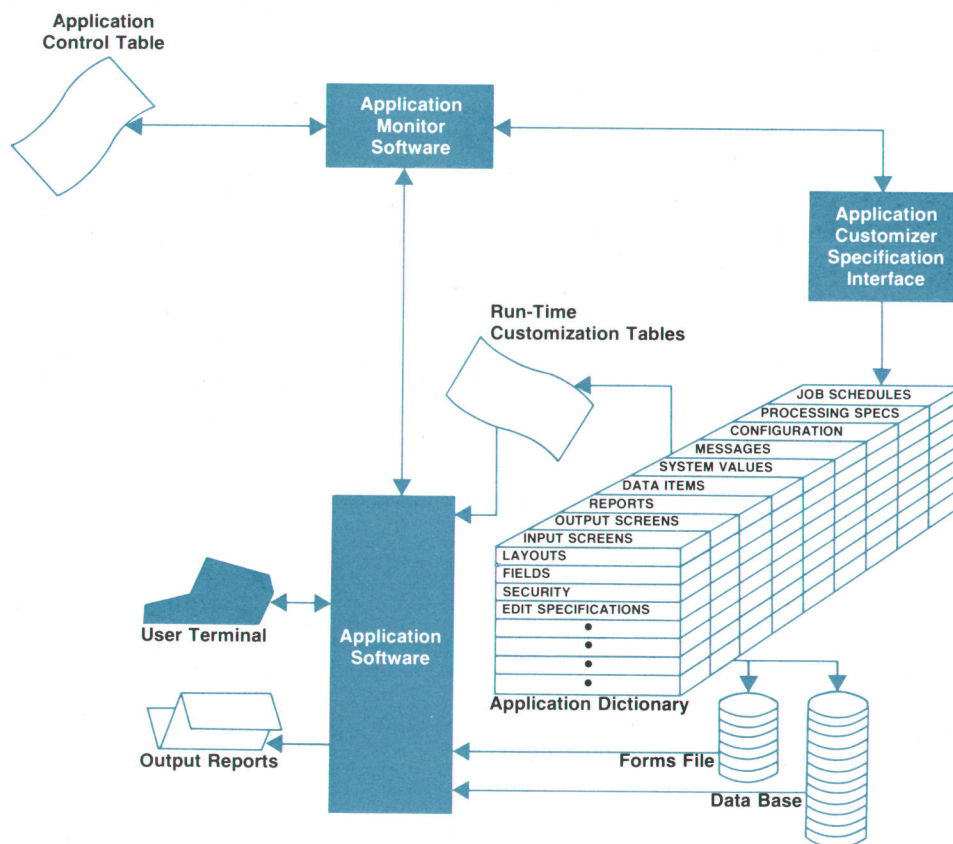 Application
Control Table
Application
Monitor
Software
Application
Customizer
Specification
Interface
Run-Time
Customization Tables
JOB SCHEDULES
PROCESSING SPECS
CONFIGURATION
MESSAGES
SYSTEM VALUES
DATA ITEMS
REPORTS
OUTPUT SCREENS
INPUT SCREENS
LAYOUTS
FIELDS
SECURITY
EDIT SPECIFICATIONS
User Terminal
Application
Software
Application Dictionary
Output Reports
Forms File
Data Base